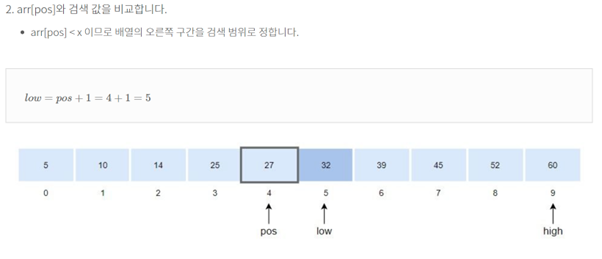 2. arr[pos]와 검색 값을 비교합니다.
arr[pos] < x 이므로 배열의 오른쪽 구간을 검색 범위로 정합니다.
low = pos + 1 = 4 + 1 = 5
5 10 14 25 27 32 39 45 52 60
0 1 2 3 4 5 6 7 8 9
pos low high